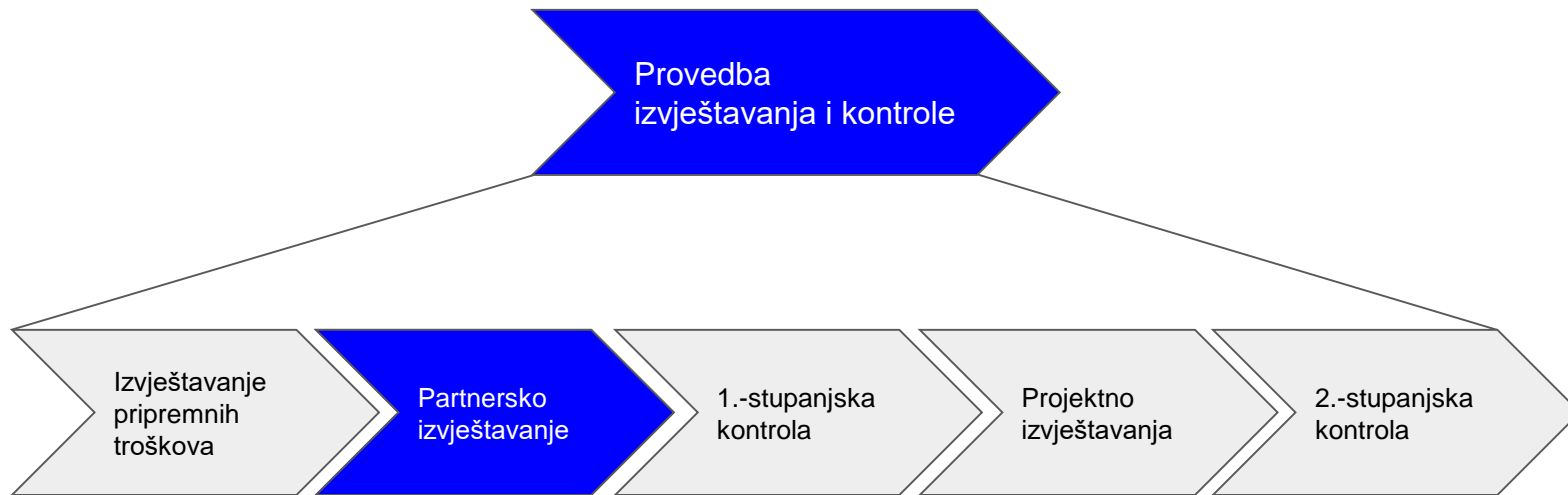 Provedba
izvještavanja i kontrole
Izvještavanje
pripremnih
troškova
Partnersko
izvještavanje
1.-stupanjska
kontrola
Projektno
izvještavanja
2.-stupanjska
kontrola